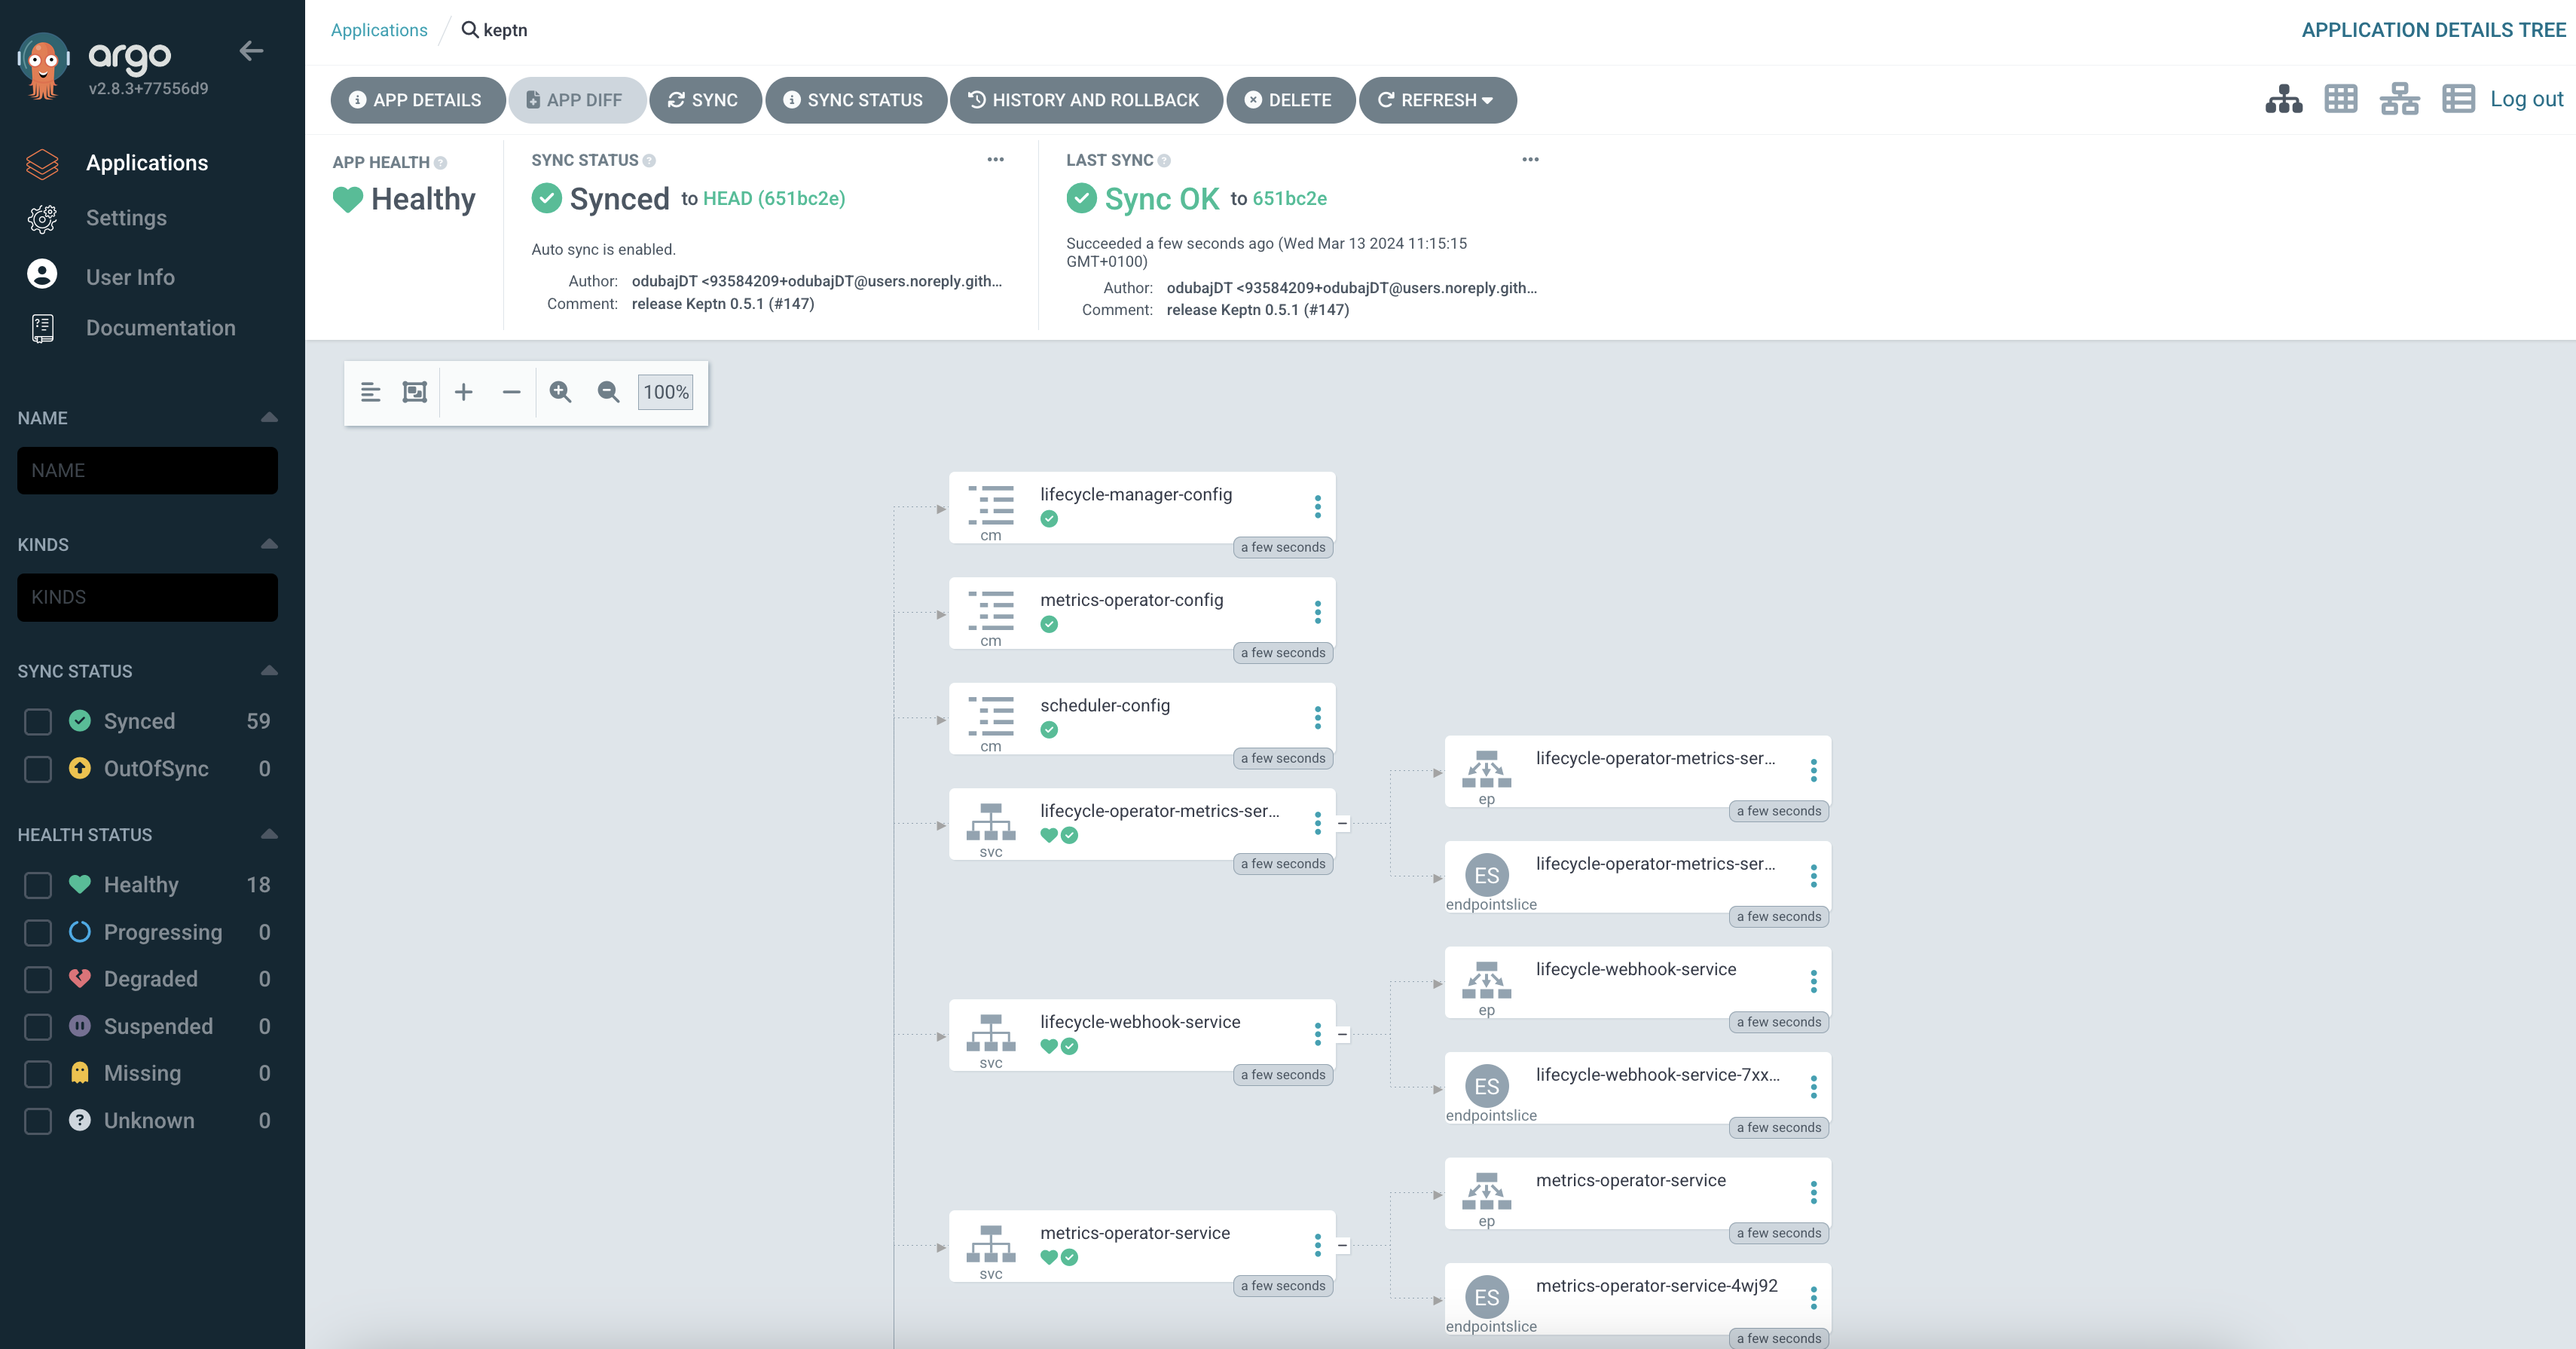 argo
v2.8.3+77556d9
Applications
Settings
User Info
Documentation
NAME
NAME
KINDS
KINDS
SYNC STATUS
Synced 59
OutOfSync 0
HEALTH STATUS
Healthy 18
Progressing 0
Degraded 0
Suspended 0
Missing 0
Unknown 0
Applications / keptn
APPLICATION DETAILS TREE
APP DETAILS APP DIFF SYNC SYNC STATUS HISTORY AND ROLLBACK DELETE REFRESH
Log out
APP HEALTH
Healthy
SYNC STATUS
Synced to HEAD (651bc2e)
Auto sync is enabled.
Author: odubajDT <93584209+odubajDT@users.noreply.gith...
Comment: release Keptn 0.5.1 (#147)
LAST SYNC
Sync OK to 651bc2e
Succeeded a few seconds ago (Wed Mar 13 2024 11:15:15
GMT+0100)
Author: odubajDT <93584209+odubajDT@users.noreply.gith...
Comment: release Keptn 0.5.1 (#147)
100%
lifecycle-manager-config
cm
a few seconds
metrics-operator-config
cm
a few seconds
scheduler-config
cm
a few seconds
lifecycle-operator-metrics-ser...
svc
a few seconds
lifecycle-operator-metrics-ser...
ep
a few seconds
lifecycle-operator-metrics-ser...
ES
endpointslice
a few seconds
lifecycle-webhook-service
svc
a few seconds
lifecycle-webhook-service
ep
a few seconds
lifecycle-webhook-service-7xx...
ES
endpointslice
a few seconds
metrics-operator-service
svc
a few seconds
metrics-operator-service
ep
a few seconds
metrics-operator-service-4wj92
ES
endpointslice
a few seconds